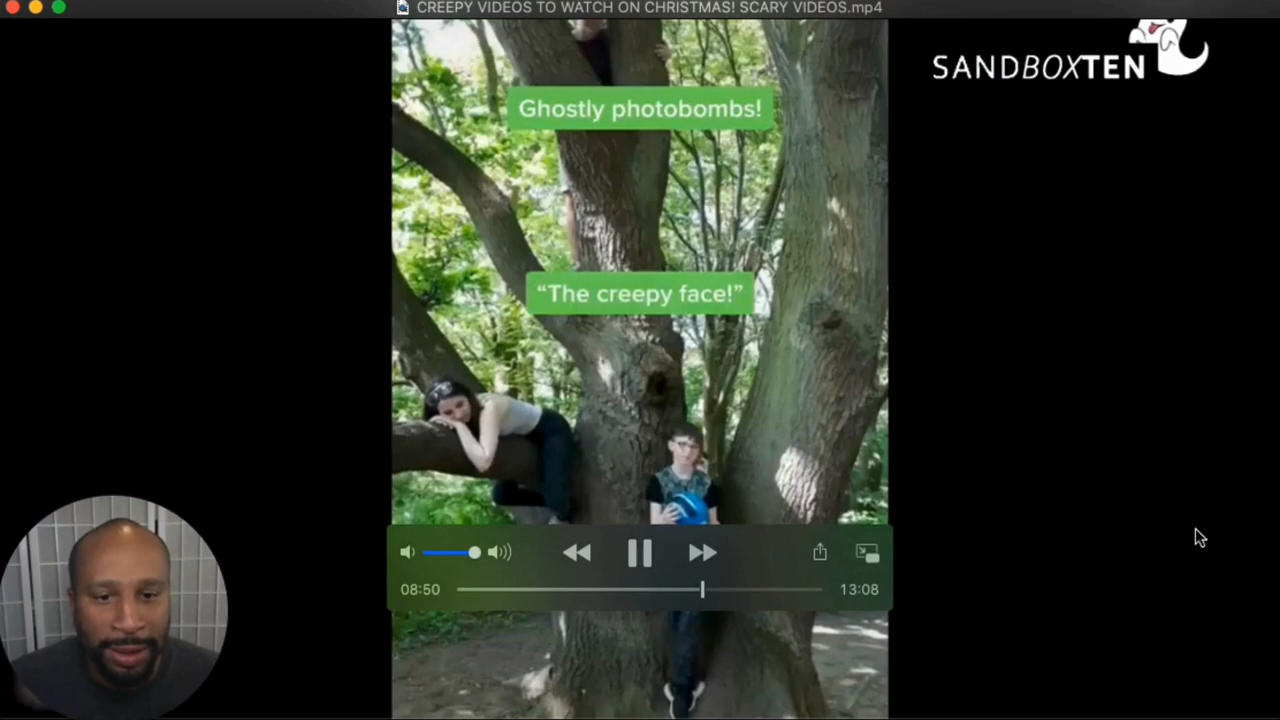 CREEPY VIDEOS TO WATCH ON CHRISTMAS! SCARY VIDEOS.mp4
SANDBOXTEN
Ghostly photobombs!
“The creepy face!”
08:50
13:08